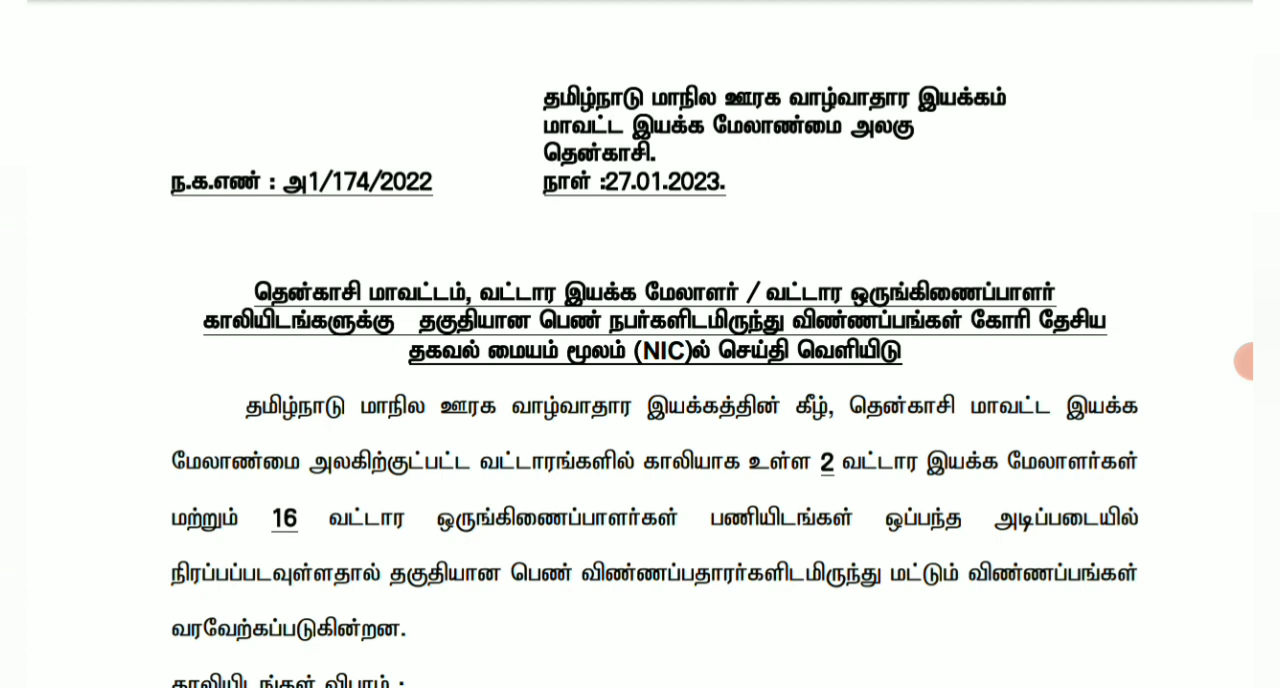 தமிழ்நாடு மாநில ஊரக வாழ்வாதார இயக்கம்
மாவட்ட இயக்க மேலாண்மை அலகு
தென்காசி.
ந.க.எண் : அ1/174/2022 நாள் :27.01.2023.
தென்காசி மாவட்டம், வட்டார இயக்க மேலாளர் / வட்டார ஒருங்கிணைப்பாளர்
காலியிடங்களுக்கு தகுதியான பெண் நபர்களிடமிருந்து விண்ணப்பங்கள் கோரி தேசிய
தகவல் மையம் மூலம் (NIC)ல் செய்தி வெளியிடு
தமிழ்நாடு மாநில ஊரக வாழ்வாதார இயக்கத்தின் கீழ், தென்காசி மாவட்ட இயக்க
மேலாண்மை அலகிற்குட்பட்ட வட்டாரங்களில் காலியாக உள்ள 2 வட்டார இயக்க மேலாளர்கள்
மற்றும் 16 வட்டார ஒருங்கிணைப்பாளர்கள் பணியிடங்கள் ஒப்பந்த அடிப்படையில்
நிரப்பப்படவுள்ளதால் தகுதியான பெண் விண்ணப்பதாரர்களிடமிருந்து மட்டும் விண்ணப்பங்கள்
வரவேற்கப்படுகின்றன.
காலியிடங்கள் விபரம் :